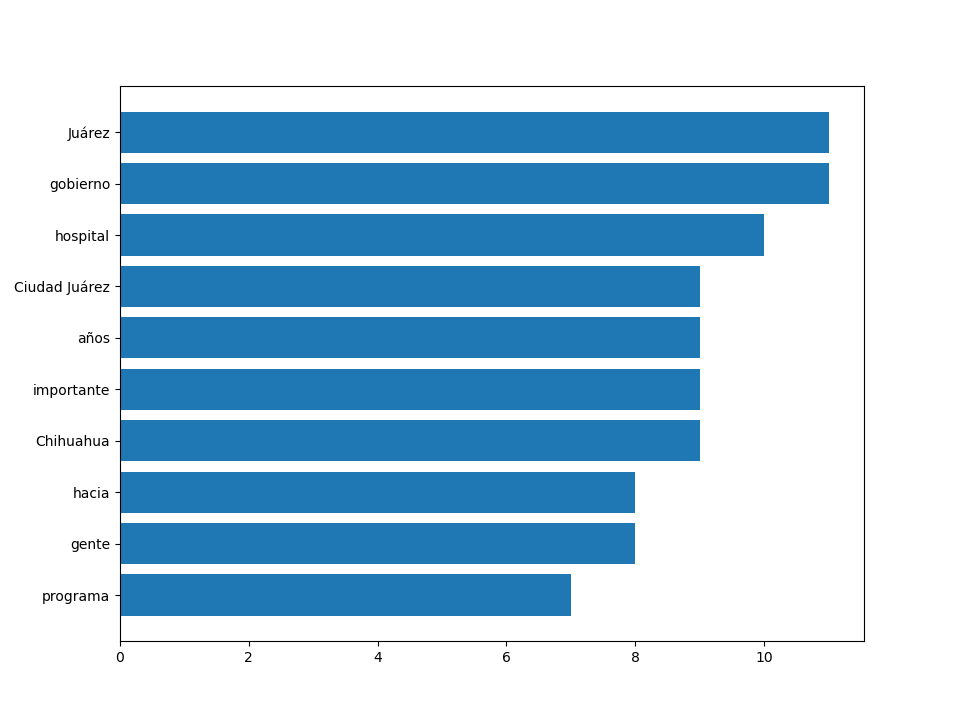 Juárez
gobierno
hospital
Ciudad Juárez
años
importante
Chihuahua
hacia
gente
programa
0 2 4 6 8 10